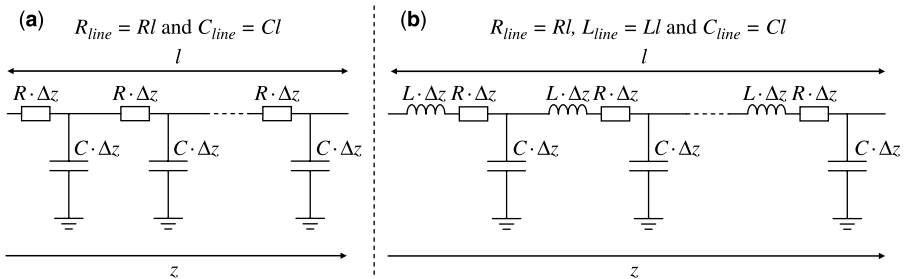 (a)
R_line = Rl and C_line = Cl
l
R·Δz R·Δz R·Δz
C·Δz C·Δz C·Δz
z
(b)
R_line = Rl, L_line = Ll and C_line = Cl
l
L·Δz R·Δz L·Δz R·Δz L·Δz R·Δz
C·Δz C·Δz C·Δz
z